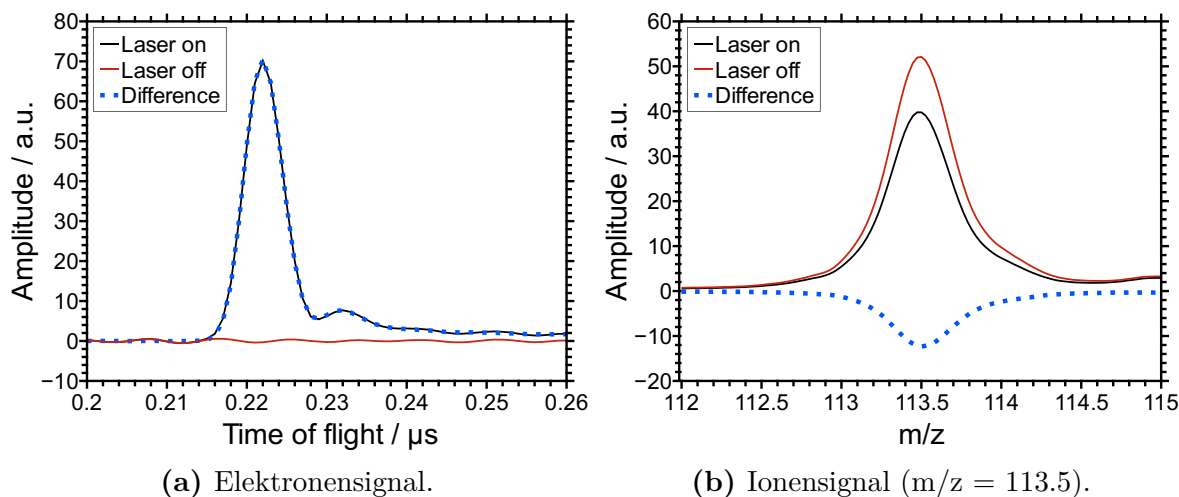 Laser on
Laser off
Difference
Amplitude / a.u.
80
70
60
50
40
30
20
10
0
−10
0.2
0.21
0.22
0.23
0.24
0.25
0.26
Time of flight / μs
(a) Elektronensignal.
Laser on
Laser off
Difference
Amplitude / a.u.
60
50
40
30
20
10
0
−10
−20
112
112.5
113
113.5
114
114.5
115
m/z
(b) Ionensignal (m/z = 113.5).